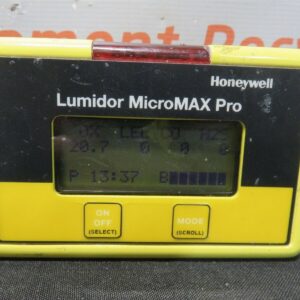 Honeywell
Lumidor MicroMAX Pro
OX LEL CO H2S
20.7 0 0 0
P 13:37 B
ON
OFF
(SELECT)
MODE
(SCROLL)